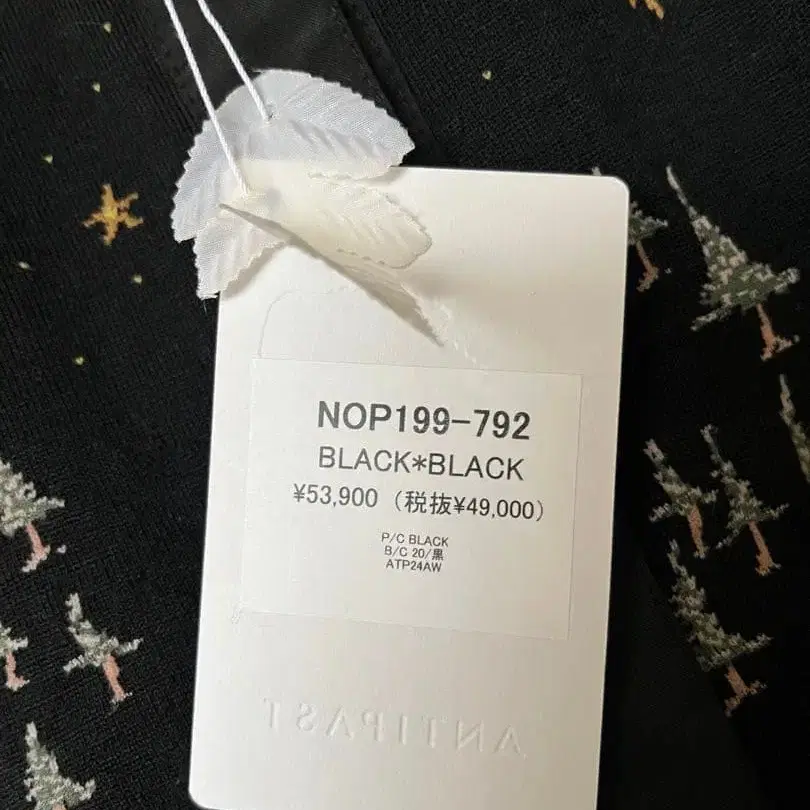 NOP199-792
BLACK*BLACK
¥53,900 (税抜¥49,000)
P/C BLACK
B/C 20/黒
ATP24AW
ANTIPAST